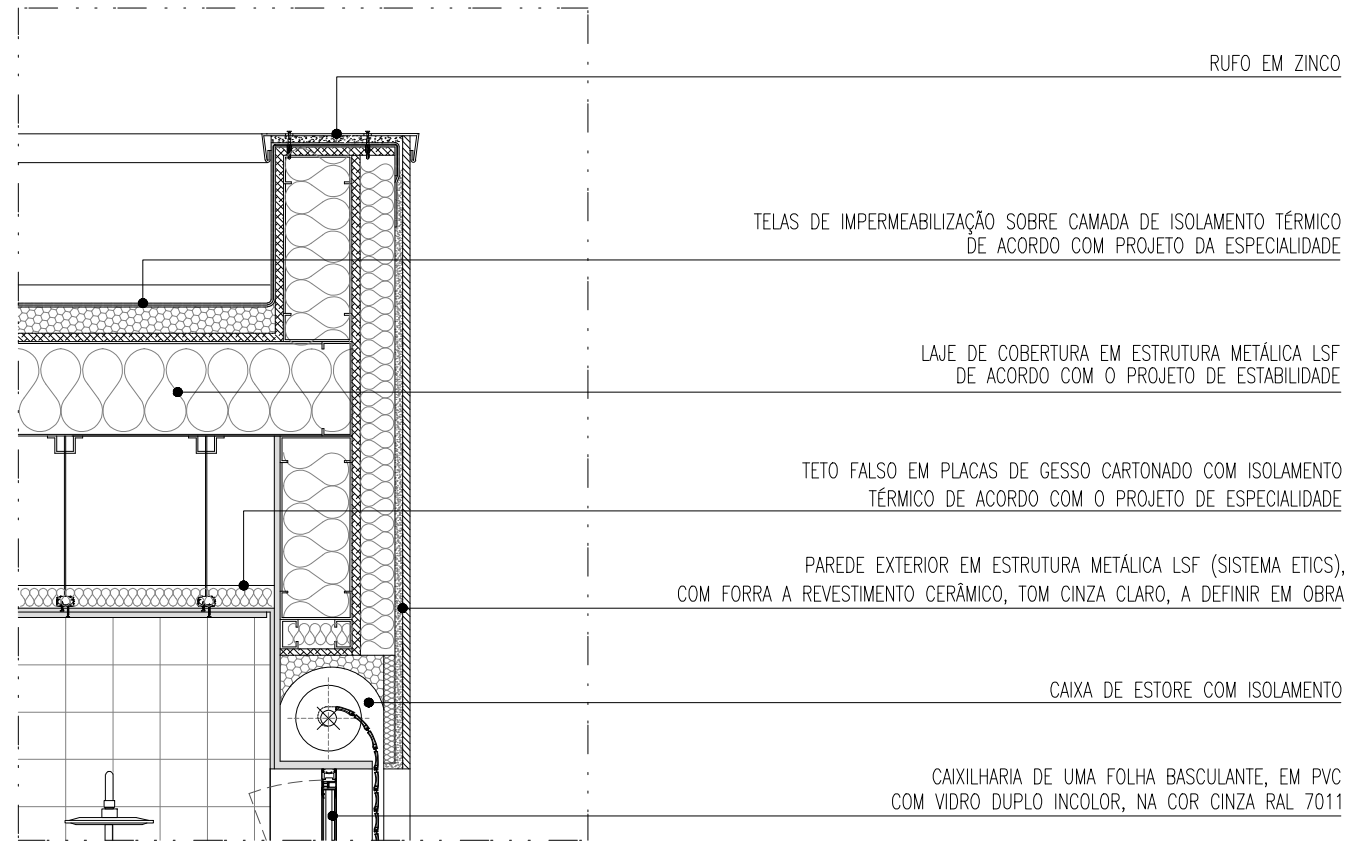 RUFO EM ZINCO
TELAS DE IMPERMEABILIZAÇÃO SOBRE CAMADA DE ISOLAMENTO TÉRMICO
DE ACORDO COM PROJETO DA ESPECIALIDADE
LAJE DE COBERTURA EM ESTRUTURA METÁLICA LSF
DE ACORDO COM O PROJETO DE ESTABILIDADE
TETO FALSO EM PLACAS DE GESSO CARTONADO COM ISOLAMENTO
TÉRMICO DE ACORDO COM O PROJETO DE ESPECIALIDADE
PAREDE EXTERIOR EM ESTRUTURA METÁLICA LSF (SISTEMA ETICS),
COM FORRA A REVESTIMENTO CERÂMICO, TOM CINZA CLARO, A DEFINIR EM OBRA
CAIXA DE ESTORE COM ISOLAMENTO
CAIXILHARIA DE UMA FOLHA BASCULANTE, EM PVC
COM VIDRO DUPLO INCOLOR, NA COR CINZA RAL 7011